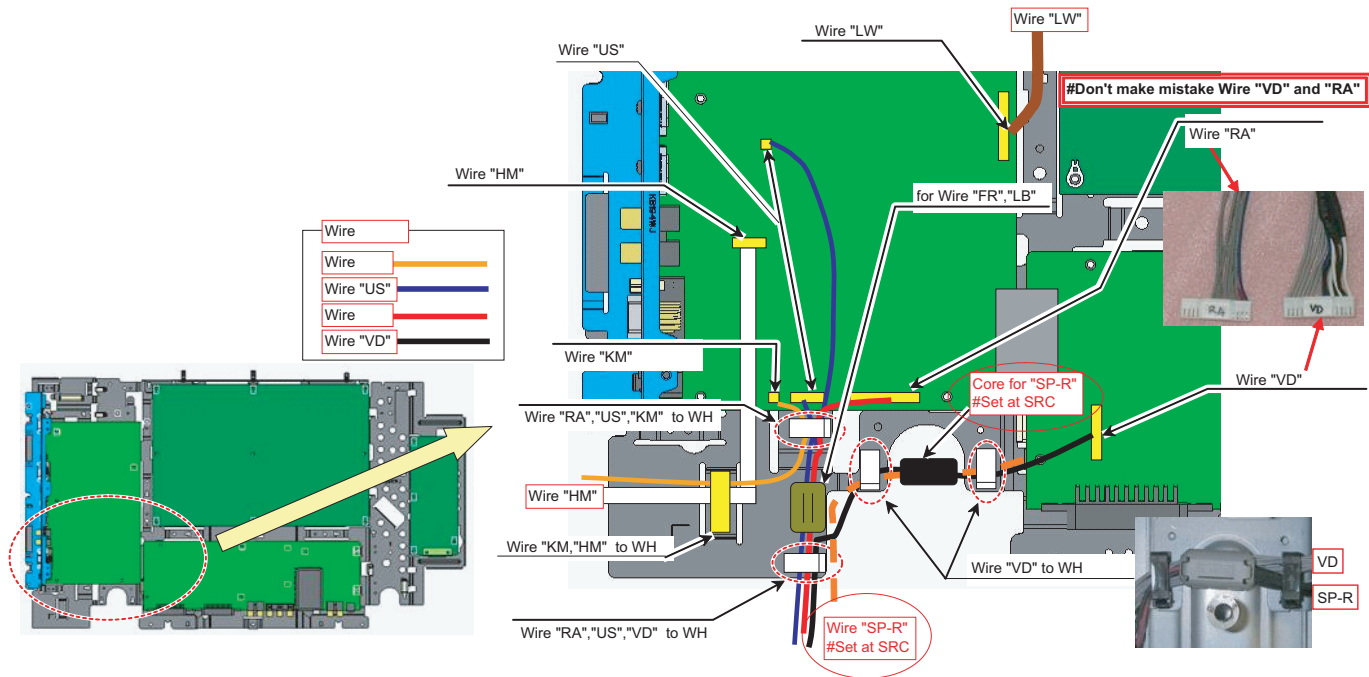 Wire "LW"
Wire "LW"
Wire "US"
#Don't make mistake Wire "VD" and "RA"
Wire "RA"
Wire "HM"
for Wire "FR","LB"
RA
VD
Wire
Wire
Wire "US"
Wire
Wire "VD"
Wire "KM"
Core for "SP-R"
#Set at SRC
Wire "VD"
Wire "RA","US","KM" to WH
Wire "HM"
Wire "KM,"HM" to WH
Wire "VD" to WH
VD
SP-R
Wire "RA","US","VD" to WH
Wire "SP-R"
#Set at SRC